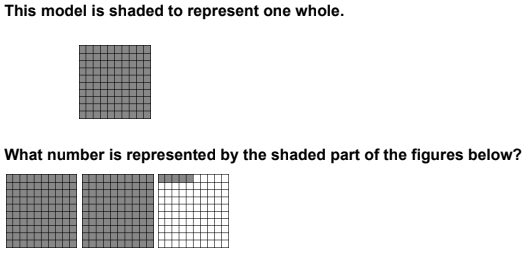 This model is shaded to represent one whole.
What number is represented by the shaded part of the figures below?